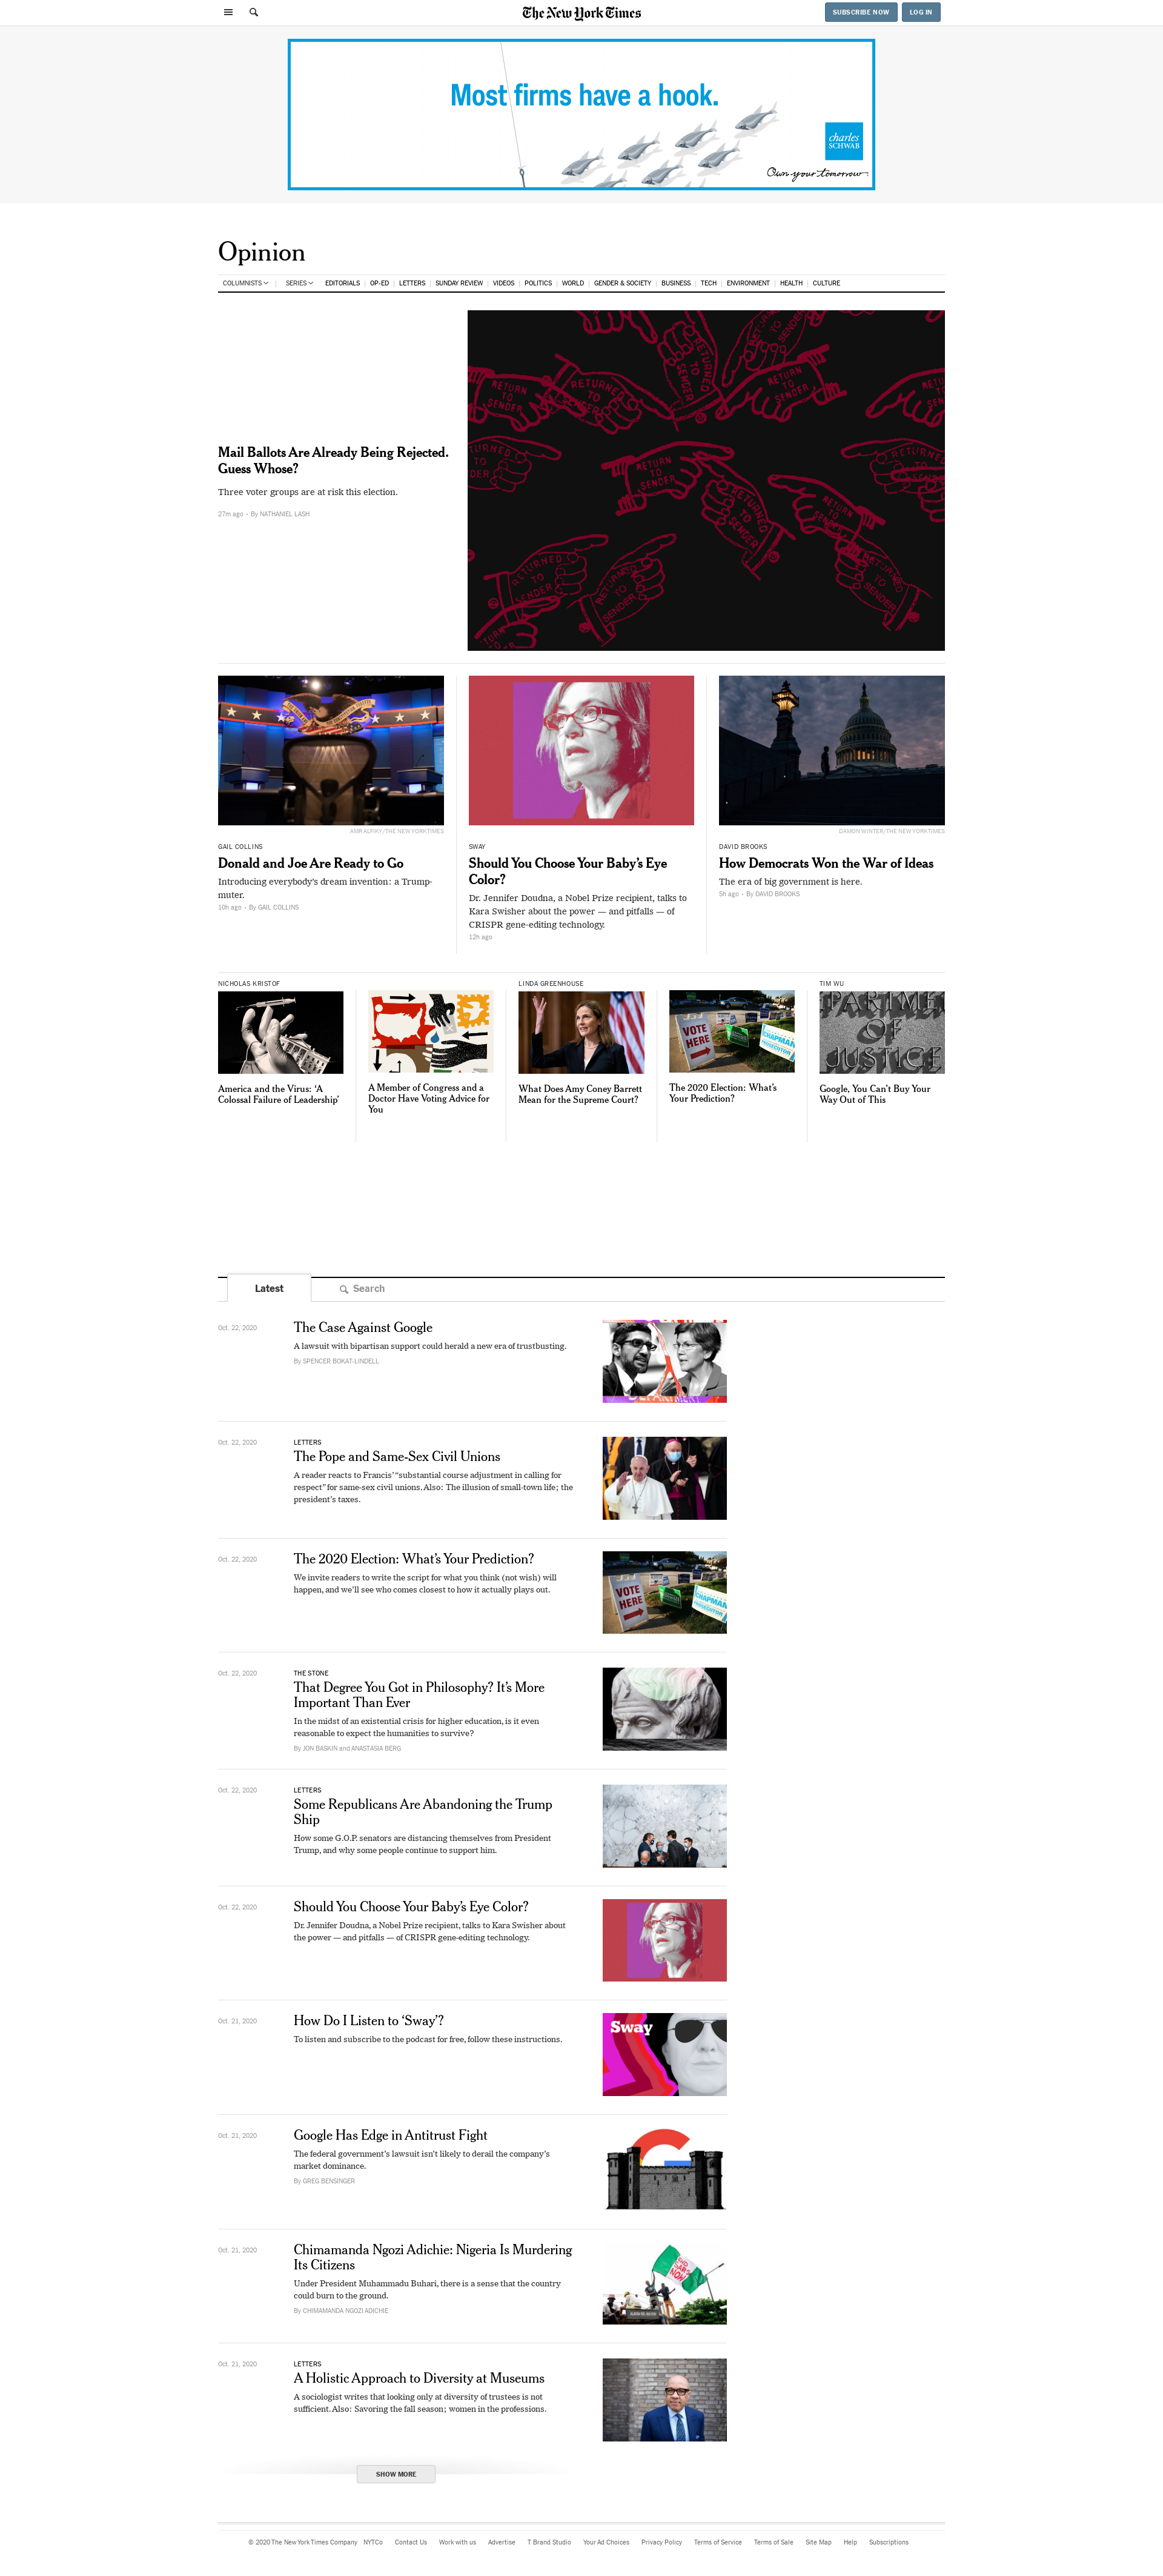 The New York Times
SUBSCRIBE NOW
LOG IN
Most firms have a hook.
charles
SCHWAB
Own your tomorrow.
Opinion
COLUMNISTS
SERIES
EDITORIALS
OP-ED
LETTERS
SUNDAY REVIEW
VIDEOS
POLITICS
WORLD
GENDER & SOCIETY
BUSINESS
TECH
ENVIRONMENT
HEALTH
CULTURE
RETURN TO SENDER
Mail Ballots Are Already Being Rejected.
Guess Whose?
Three voter groups are at risk this election.
27m ago - By NATHANIEL LASH
AMR ALFIKY/THE NEW YORK TIMES
GAIL COLLINS
Donald and Joe Are Ready to Go
Introducing everybody's dream invention: a Trump-
muter.
10h ago - By GAIL COLLINS
SWAY
Should You Choose Your Baby's Eye
Color?
Dr. Jennifer Doudna, a Nobel Prize recipient, talks to
Kara Swisher about the power — and pitfalls — of
CRISPR gene-editing technology.
12h ago
DAMON WINTER/THE NEW YORK TIMES
DAVID BROOKS
How Democrats Won the War of Ideas
The era of big government is here.
5h ago - By DAVID BROOKS
NICHOLAS KRISTOF
America and the Virus: ‘A
Colossal Failure of Leadership’
A Member of Congress and a
Doctor Have Voting Advice for
You
LINDA GREENHOUSE
What Does Amy Coney Barrett
Mean for the Supreme Court?
VOTE
HERE
CHAPMAN
PROSECUTOR
The 2020 Election: What's
Your Prediction?
TIM WU
PARTME
OF
JUSTICE
Google, You Can't Buy Your
Way Out of This
Latest
Search
Oct. 22, 2020
The Case Against Google
A lawsuit with bipartisan support could herald a new era of trustbusting.
By SPENCER BOKAT-LINDELL
Oct. 22, 2020
LETTERS
The Pope and Same-Sex Civil Unions
A reader reacts to Francis' “substantial course adjustment in calling for
respect” for same-sex civil unions. Also: The illusion of small-town life; the
president's taxes.
Oct. 22, 2020
The 2020 Election: What's Your Prediction?
We invite readers to write the script for what you think (not wish) will
happen, and we'll see who comes closest to how it actually plays out.
VOTE
HERE
CHAPMAN
PROSECUTOR
Oct. 22, 2020
THE STONE
That Degree You Got in Philosophy? It's More
Important Than Ever
In the midst of an existential crisis for higher education, is it even
reasonable to expect the humanities to survive?
By JON BASKIN and ANASTASIA BERG
Oct. 22, 2020
LETTERS
Some Republicans Are Abandoning the Trump
Ship
How some G.O.P. senators are distancing themselves from President
Trump, and why some people continue to support him.
Oct. 22, 2020
Should You Choose Your Baby's Eye Color?
Dr. Jennifer Doudna, a Nobel Prize recipient, talks to Kara Swisher about
the power — and pitfalls — of CRISPR gene-editing technology.
Oct. 21, 2020
How Do I Listen to ‘Sway’?
To listen and subscribe to the podcast for free, follow these instructions.
Sway
Oct. 21, 2020
Google Has Edge in Antitrust Fight
The federal government's lawsuit isn't likely to derail the company's
market dominance.
By GREG BENSINGER
Oct. 21, 2020
Chimamanda Ngozi Adichie: Nigeria Is Murdering
Its Citizens
Under President Muhammadu Buhari, there is a sense that the country
could burn to the ground.
By CHIMAMANDA NGOZI ADICHIE
Oct. 21, 2020
LETTERS
A Holistic Approach to Diversity at Museums
A sociologist writes that looking only at diversity of trustees is not
sufficient. Also: Savoring the fall season; women in the professions.
SHOW MORE
© 2020 The New York Times Company NYTCo Contact Us Work with us Advertise T Brand Studio Your Ad Choices Privacy Policy Terms of Service Terms of Sale Site Map Help Subscriptions